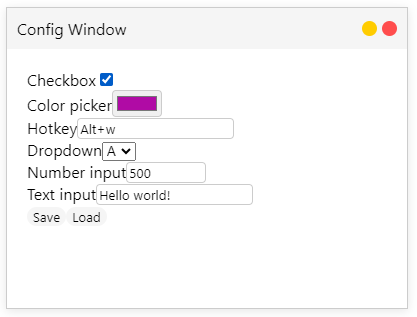 Config Window
Checkbox
Color picker
Hotkey Alt+w
Dropdown A
Number input 500
Text input Hello world!
Save Load